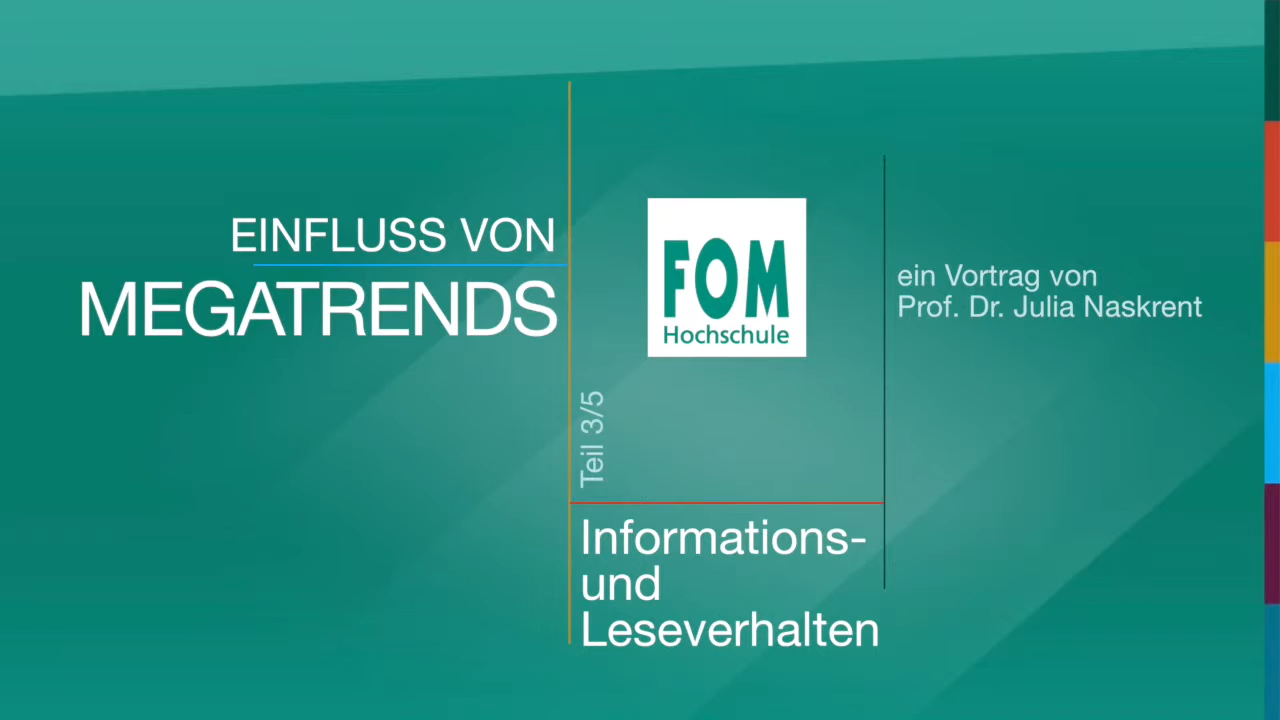 EINFLUSS VON
MEGATRENDS
FOM
Hochschule
ein Vortrag von
Prof. Dr. Julia Naskrent
Teil 3/5
Informations-
und
Leseverhalten